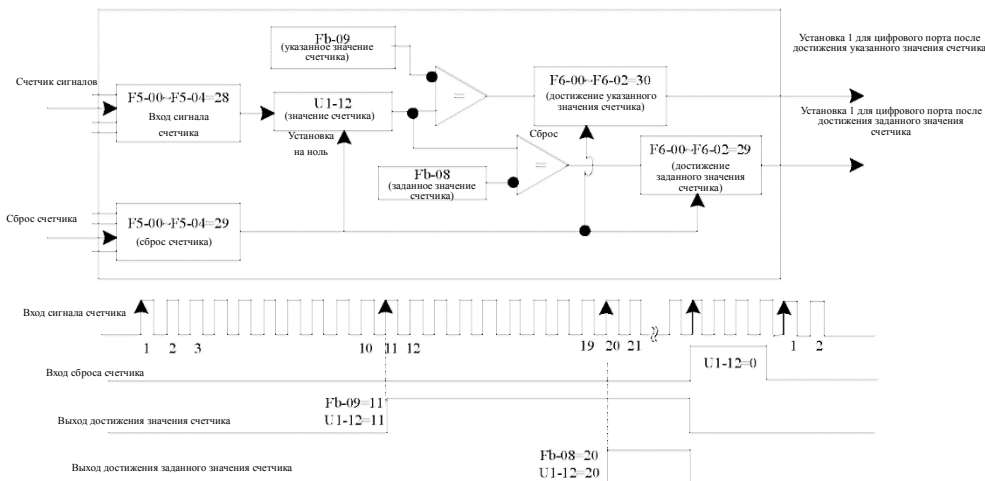 Fb-09
(указанное значение
счетчика)
Установка 1 для цифрового порта после
достижения указанного значения счетчика
Счетчик сигналов
F5-00~F5-04=28
Вход сигнала
счетчика
U1-12
(значение счетчика)
=
F6-00~F6-02=30
(достижение указанного
значения счетчика)
Установка 1 для цифрового порта после
достижения заданного значения
счетчика
Установка
на ноль
Сброс
=
F6-00~F6-02=29
(достижение
заданного значения
счетчика)
Fb-08
(заданное значение
счетчика)
Сброс счетчика
F5-00~F5-04=29
(сброс счетчика)
Вход сигнала счетчика
1 2 3 10 11 12 19 20 21 1 2
Вход сброса счетчика
U1-12=0
Fb-09=11
U1-12=11
Выход достижения значения счетчика
Fb-08=20
U1-12=20
Выход достижения заданного значения счетчика